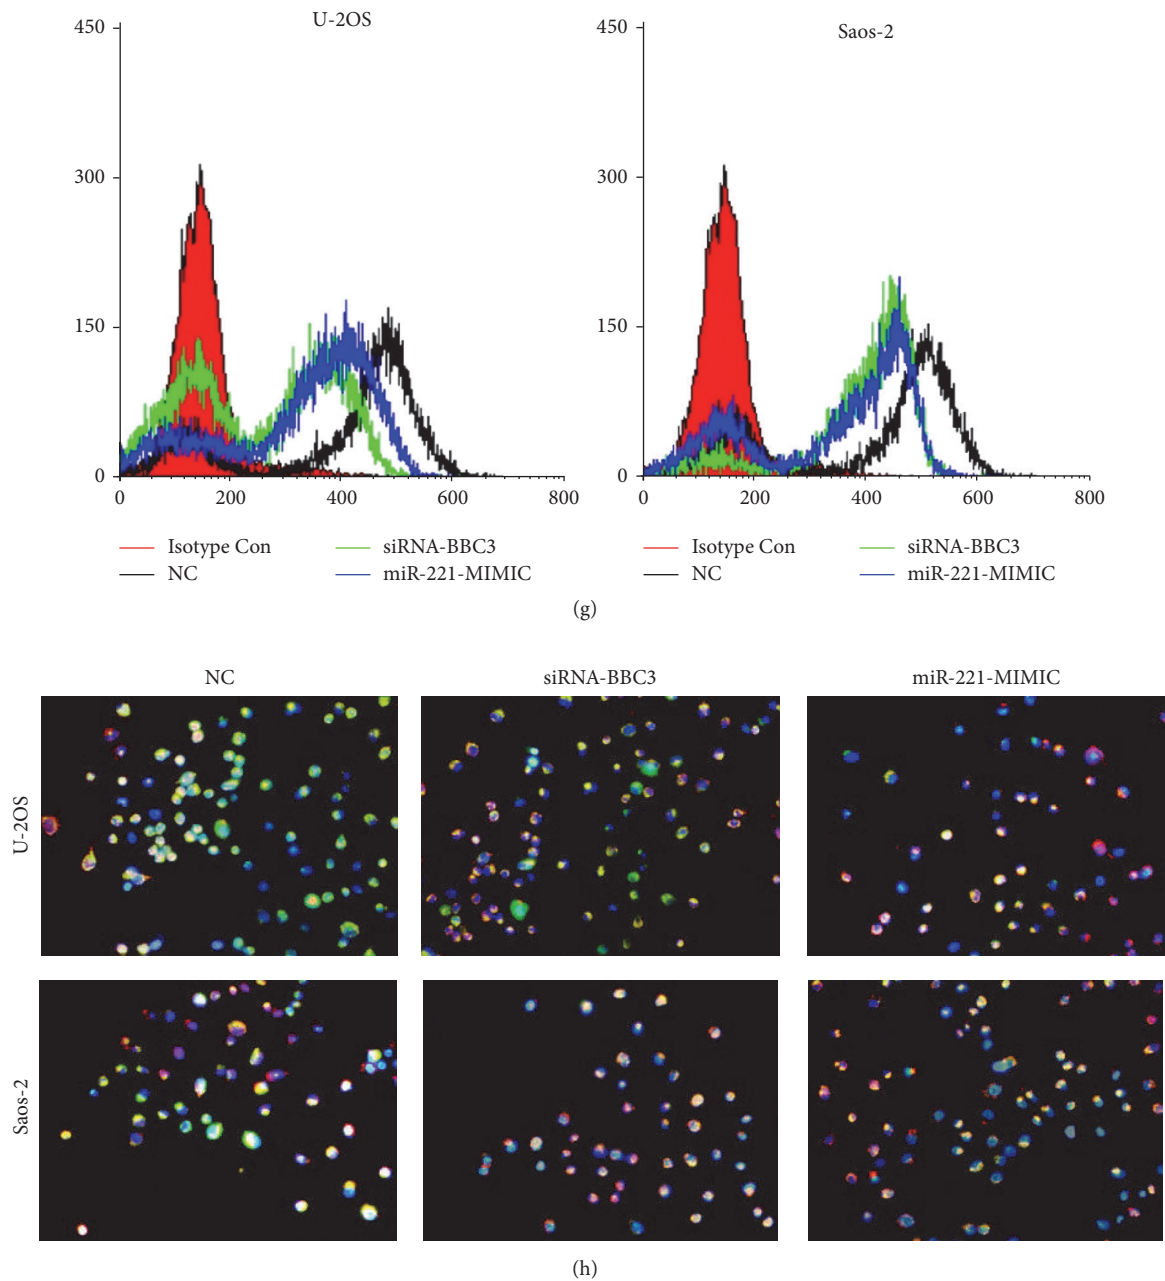 U-2OS
Saos-2
450
300
150
0
0 200 400 600 800
450
300
150
0
0 200 400 600 800
Isotype Con
siRNA-BBC3
NC
miR-221-MIMIC
Isotype Con
siRNA-BBC3
NC
miR-221-MIMIC
(g)
NC
siRNA-BBC3
miR-221-MIMIC
U-2OS
Saos-2
(h)